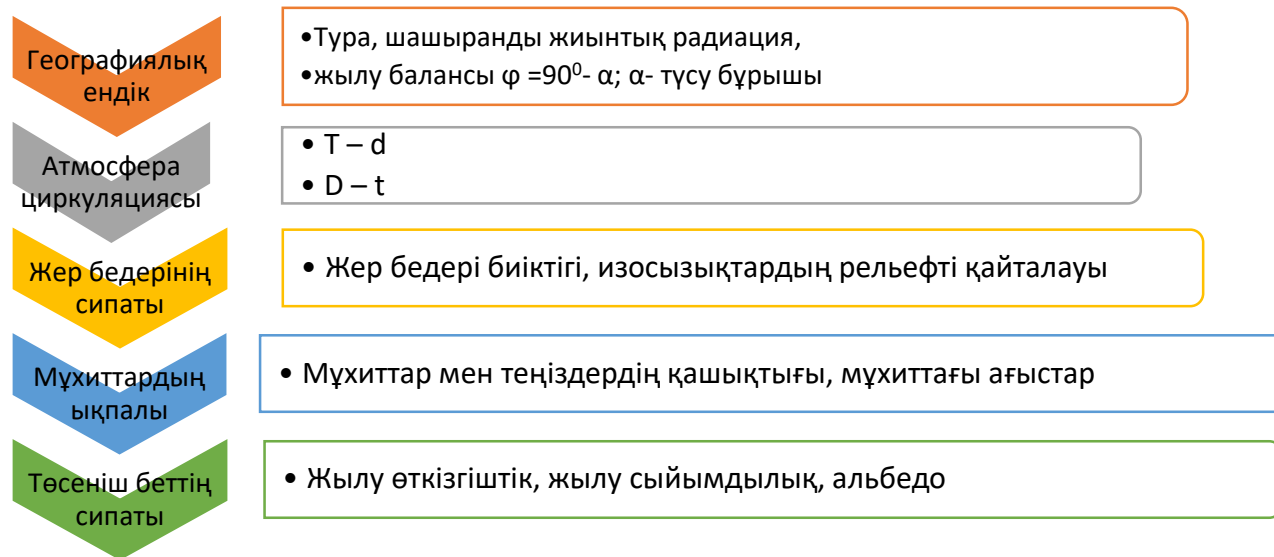 Географиялық
ендік
•Тура, шашыранды жиынтық радиация,
•жылу балансы φ =90⁰- α; α- түсу бұрышы
Атмосфера
циркуляциясы
• T – d
• D – t
Жер бедерінің
сипаты
• Жер бедері биіктігі, изосызықтардың рельефті қайталауы
Мұхиттардың
ықпалы
• Мұхиттар мен теңіздердің қашықтығы, мұхиттағы ағыстар
Төсеніш беттің
сипаты
• Жылу өткізгіштік, жылу сыйымдылық, альбедо